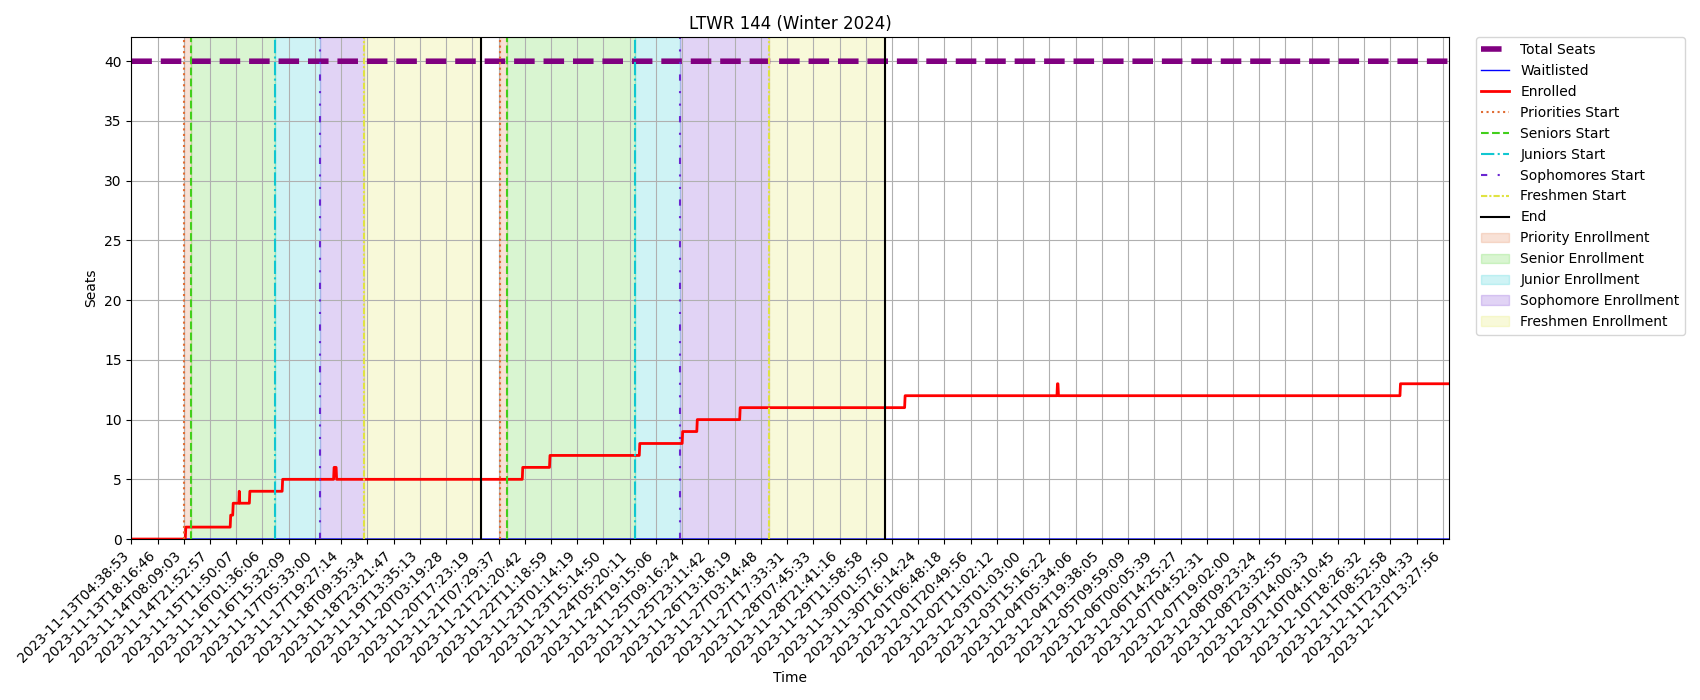 LTWR 144 (Winter 2024)
Total Seats
Waitlisted
Enrolled
Priorities Start
Seniors Start
Juniors Start
Sophomores Start
Freshmen Start
End
Priority Enrollment
Senior Enrollment
Junior Enrollment
Sophomore Enrollment
Freshmen Enrollment
Seats
40
35
30
25
20
15
10
5
0
2023-11-13T04:38:53
2023-11-13T18:16:46
2023-11-14T08:09:03
2023-11-14T21:52:57
2023-11-15T11:50:07
2023-11-16T01:36:06
2023-11-16T15:32:09
2023-11-17T05:33:00
2023-11-17T19:27:14
2023-11-18T09:35:34
2023-11-18T23:21:47
2023-11-19T13:35:13
2023-11-20T03:19:28
2023-11-20T17:23:19
2023-11-21T07:29:37
2023-11-21T21:20:42
2023-11-22T11:18:59
2023-11-23T01:14:19
2023-11-23T15:14:50
2023-11-24T05:20:11
2023-11-24T19:15:06
2023-11-25T09:16:24
2023-11-25T23:11:42
2023-11-26T13:18:19
2023-11-27T03:14:48
2023-11-27T17:33:31
2023-11-28T07:45:33
2023-11-28T21:41:16
2023-11-29T11:58:58
2023-11-30T01:57:50
2023-11-30T16:14:24
2023-12-01T06:48:18
2023-12-01T20:49:56
2023-12-02T11:02:12
2023-12-03T01:03:00
2023-12-03T15:16:22
2023-12-04T05:34:06
2023-12-04T19:38:05
2023-12-05T09:59:09
2023-12-06T00:05:39
2023-12-06T14:25:27
2023-12-07T04:52:31
2023-12-07T19:02:00
2023-12-08T09:23:24
2023-12-08T23:32:55
2023-12-09T14:00:33
2023-12-10T04:10:45
2023-12-10T18:26:32
2023-12-11T08:52:58
2023-12-11T23:04:33
2023-12-12T13:27:56
Time